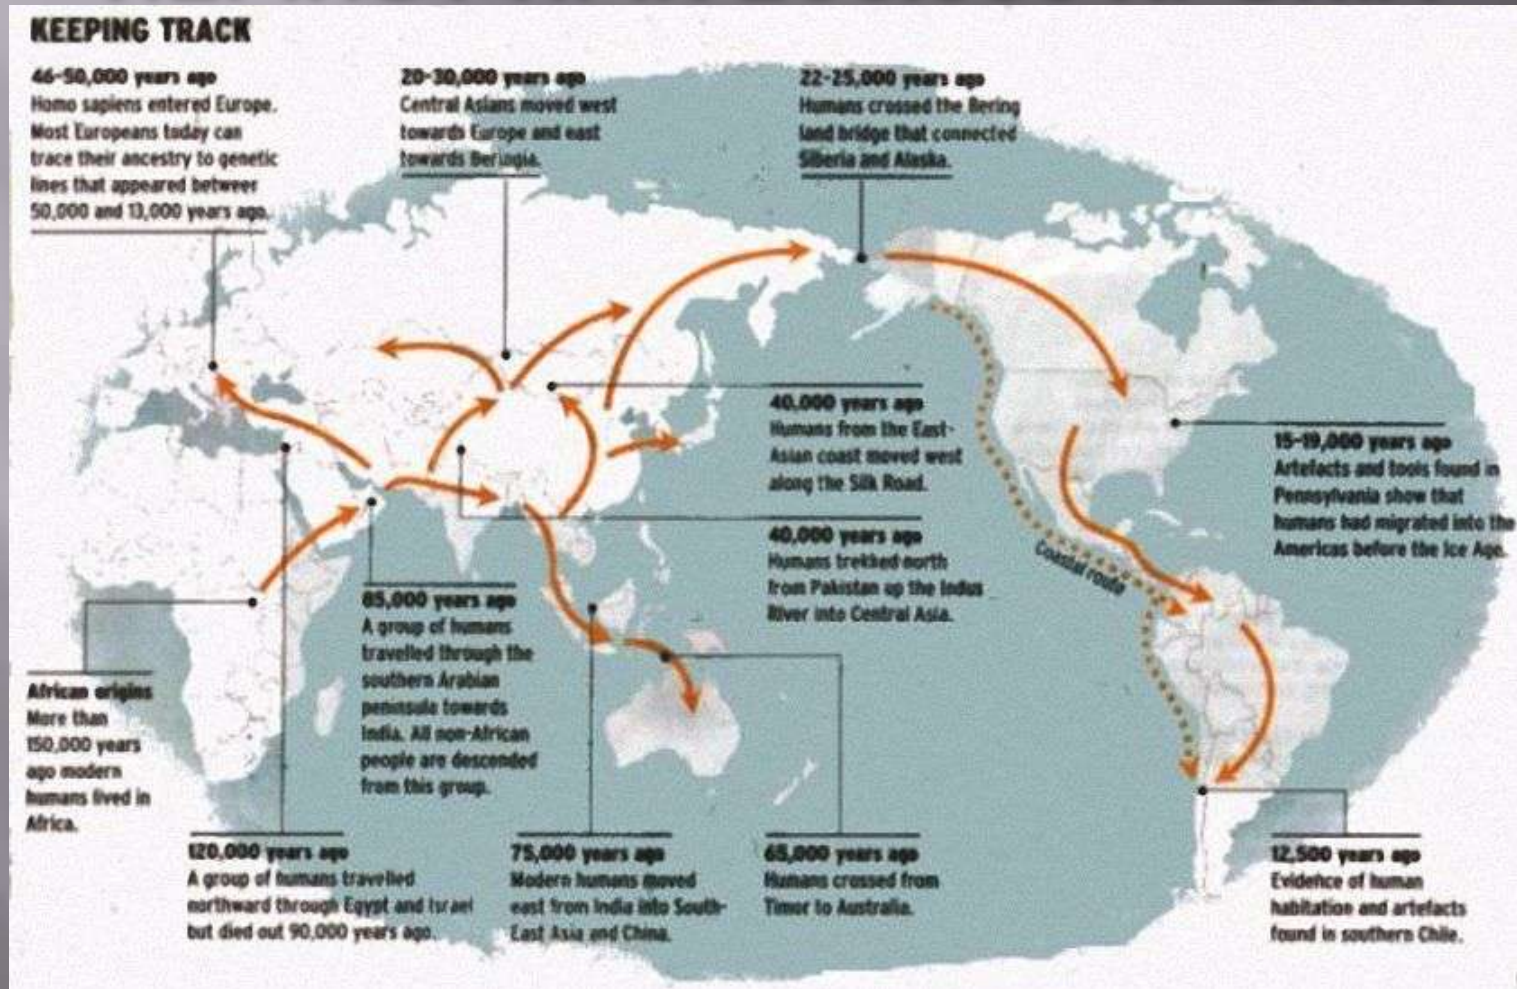 KEEPING TRACK
46-50,000 years ago
Homo sapiens entered Europe.
Most Europeans today can
trace their ancestry to genetic
lines that appeared between
50,000 and 13,000 years ago.
20-30,000 years ago
Central Asians moved west
towards Europe and east
towards Beringia.
22-25,000 years ago
Humans crossed the Bering
land bridge that connected
Siberia and Alaska.
40,000 years ago
Humans from the East-
Asian coast moved west
along the Silk Road.
40,000 years ago
Humans trekked north
from Pakistan up the Indus
River into Central Asia.
15-19,000 years ago
Artefacts and tools found in
Pennsylvania show that
humans had migrated into the
Americas before the Ice Age.
Coastal route
African origins
More than
150,000 years
ago modern
humans lived in
Africa.
85,000 years ago
A group of humans
travelled through the
southern Arabian
peninsula towards
India. All non-African
people are descended
from this group.
120,000 years ago
A group of humans travelled
northward through Egypt and Israel
but died out 90,000 years ago.
75,000 years ago
Modern humans moved
east from India into South-
East Asia and China.
65,000 years ago
Humans crossed from
Timor to Australia.
12,500 years ago
Evidence of human
habitation and artefacts
found in southern Chile.